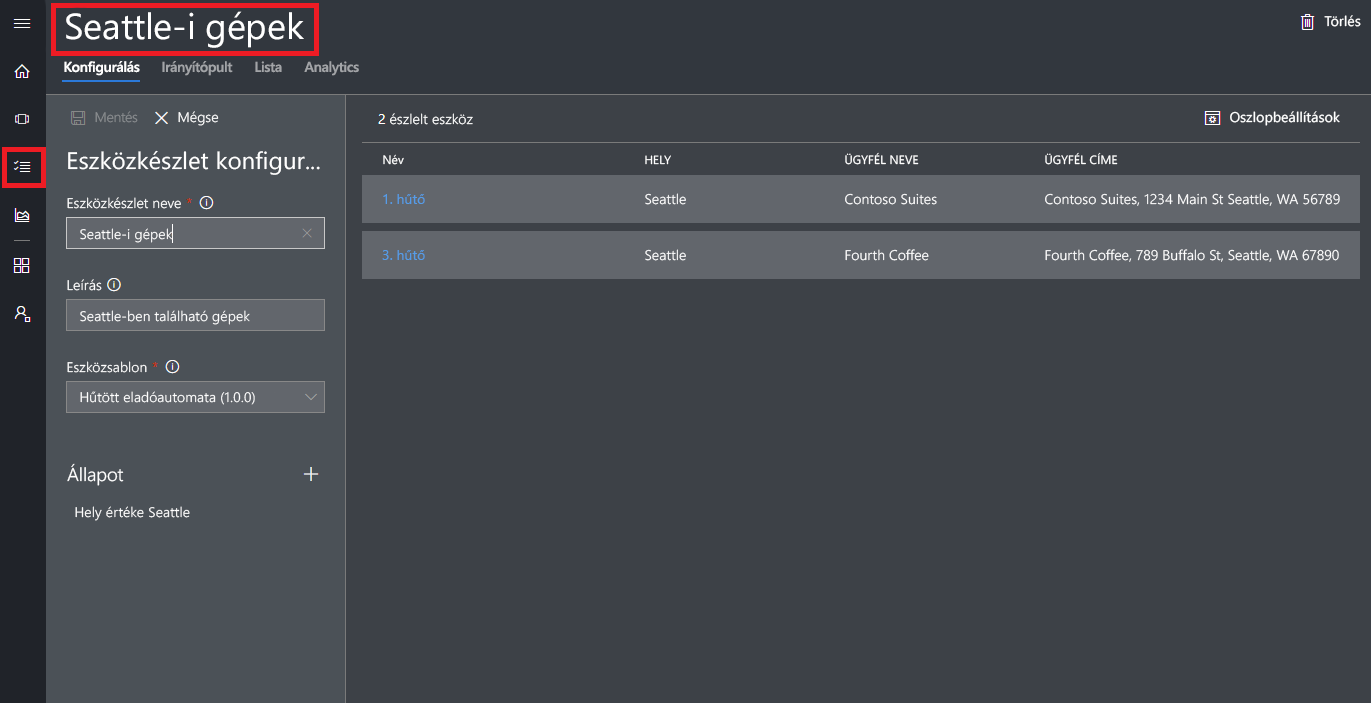 Seattle-i gépek
Törlés
Konfigurálás Irányítópult Lista Analytics
Mentés Mégse
Eszközkészlet konfigur...
Eszközkészlet neve *
Seattle-i gépek
Leírás
Seattle-ben található gépek
Eszközsablon *
Hűtött eladóautomata (1.0.0)
Állapot
Hely értéke Seattle
2 észlelt eszköz
Oszlopbeállítások
Név HELY ÜGYFÉL NEVE ÜGYFÉL CÍME
1. hűtő Seattle Contoso Suites Contoso Suites, 1234 Main St Seattle, WA 56789
3. hűtő Seattle Fourth Coffee Fourth Coffee, 789 Buffalo St, Seattle, WA 67890